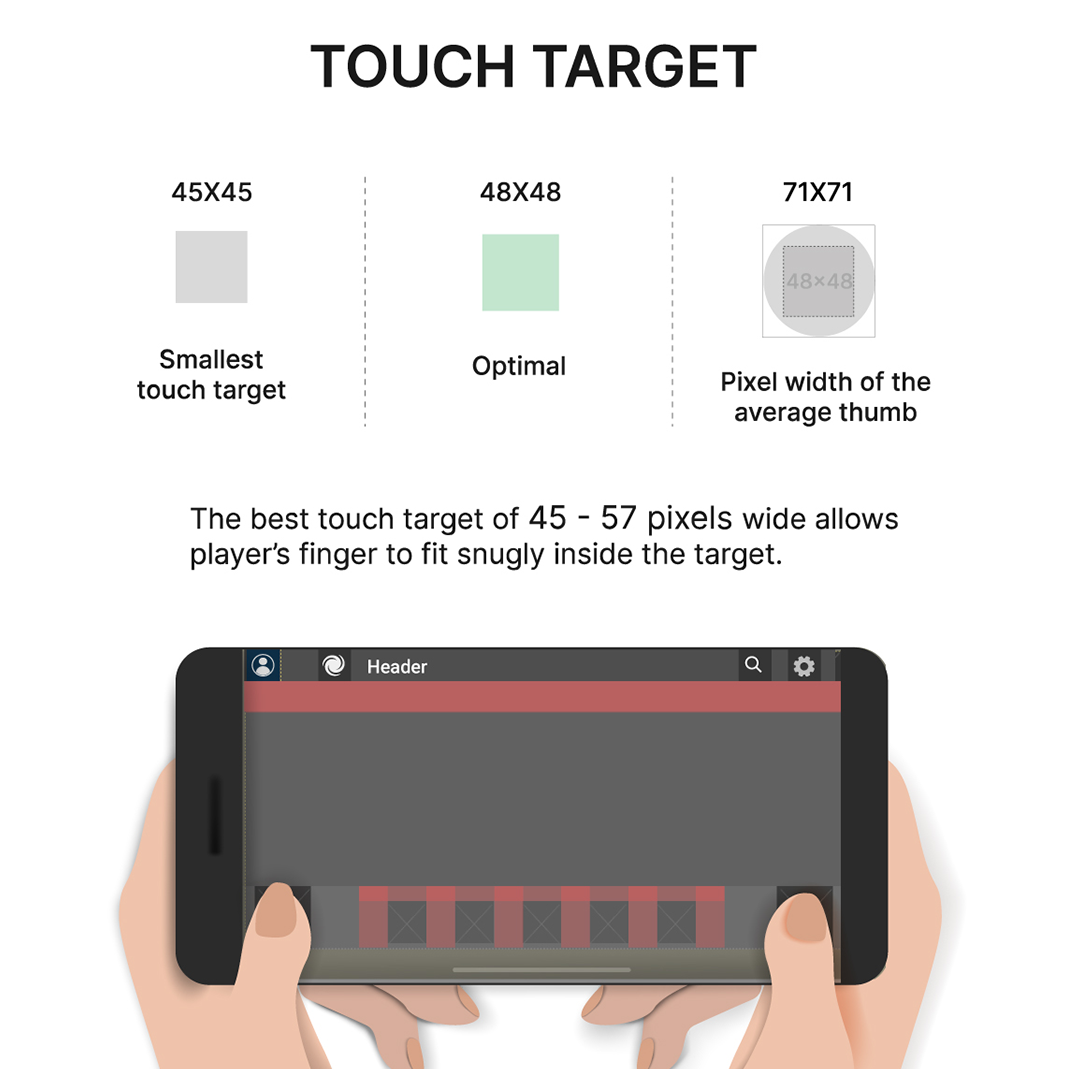 TOUCH TARGET
45X45
Smallest
touch target
48X48
Optimal
71X71
48×48
Pixel width of the
average thumb
The best touch target of 45 - 57 pixels wide allows
player’s finger to fit snugly inside the target.
Header